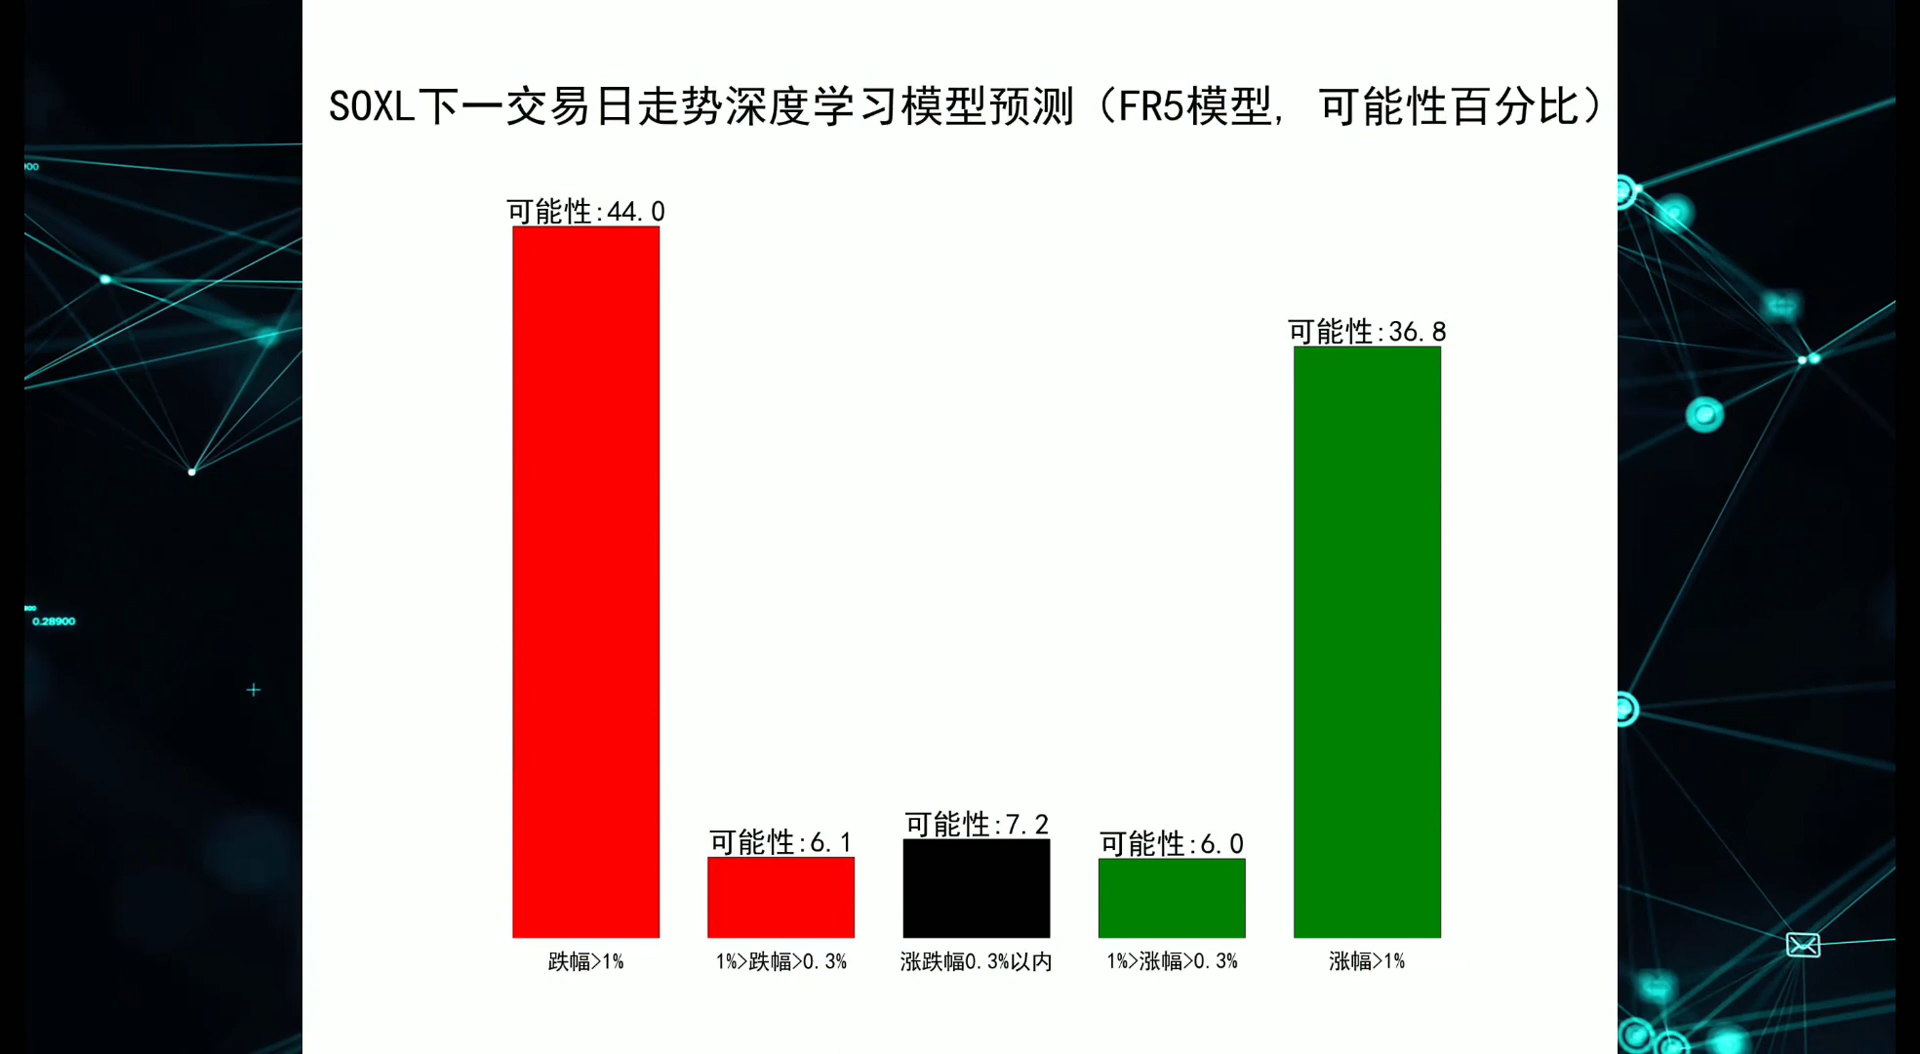 SOXL下一交易日走势深度学习模型预测（FR5模型, 可能性百分比）
可能性:44.0
可能性:36.8
可能性:6.1
可能性:7.2
可能性:6.0
跌幅>1%
1%>跌幅>0.3%
涨跌幅0.3%以内
1%>涨幅>0.3%
涨幅>1%
0.28900